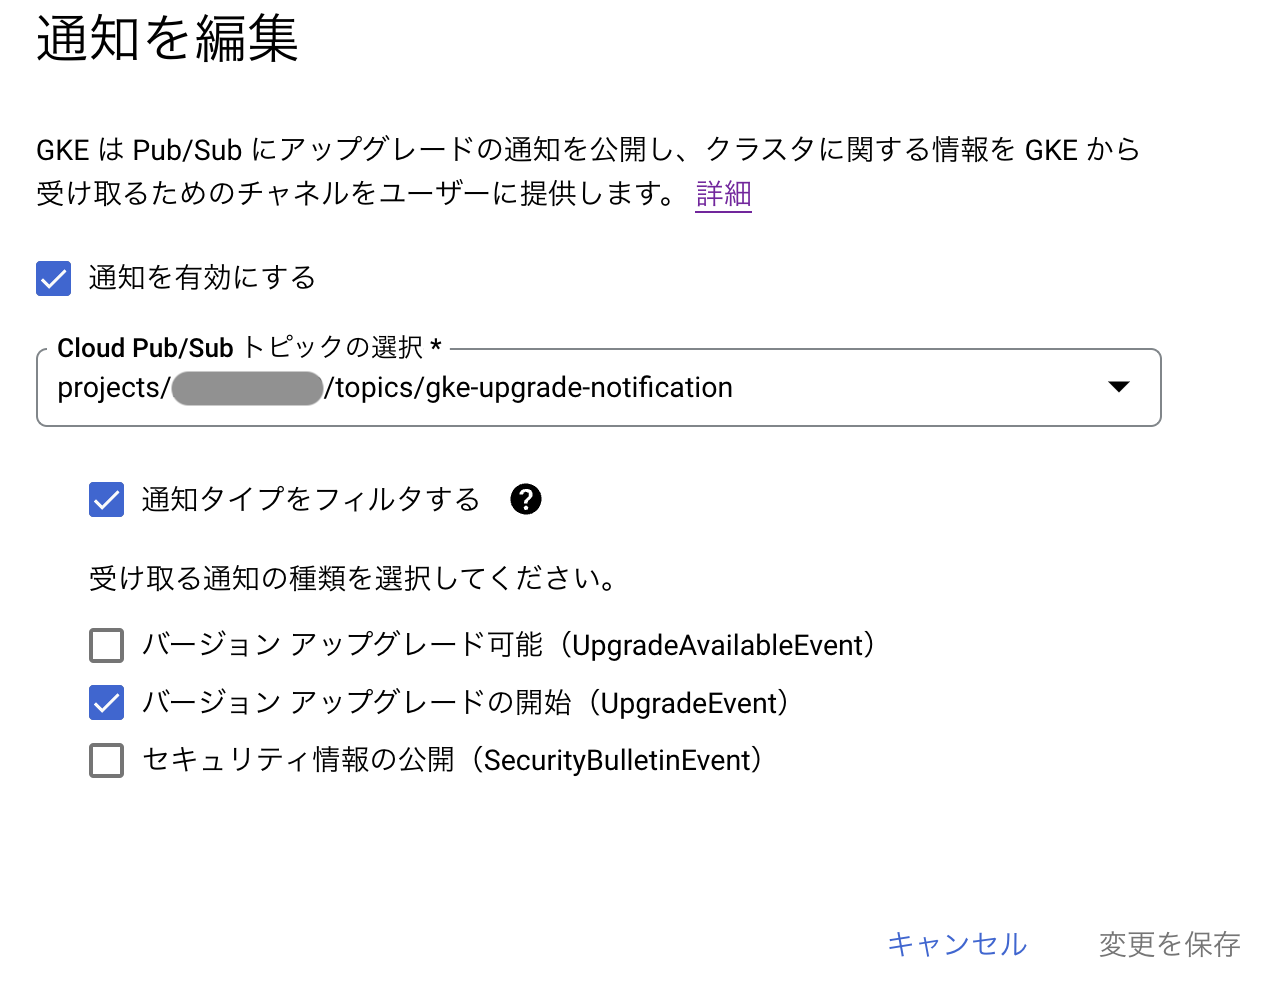 通知を編集
GKE は Pub/Sub にアップグレードの通知を公開し、クラスタに関する情報を GKE から
受け取るためのチャネルをユーザーに提供します。 詳細
通知を有効にする
Cloud Pub/Sub トピックの選択 *
projects/ /topics/gke-upgrade-notification
通知タイプをフィルタする ?
受け取る通知の種類を選択してください。
バージョン アップグレード可能（UpgradeAvailableEvent）
バージョン アップグレードの開始（UpgradeEvent）
セキュリティ情報の公開（SecurityBulletinEvent）
キャンセル 変更を保存